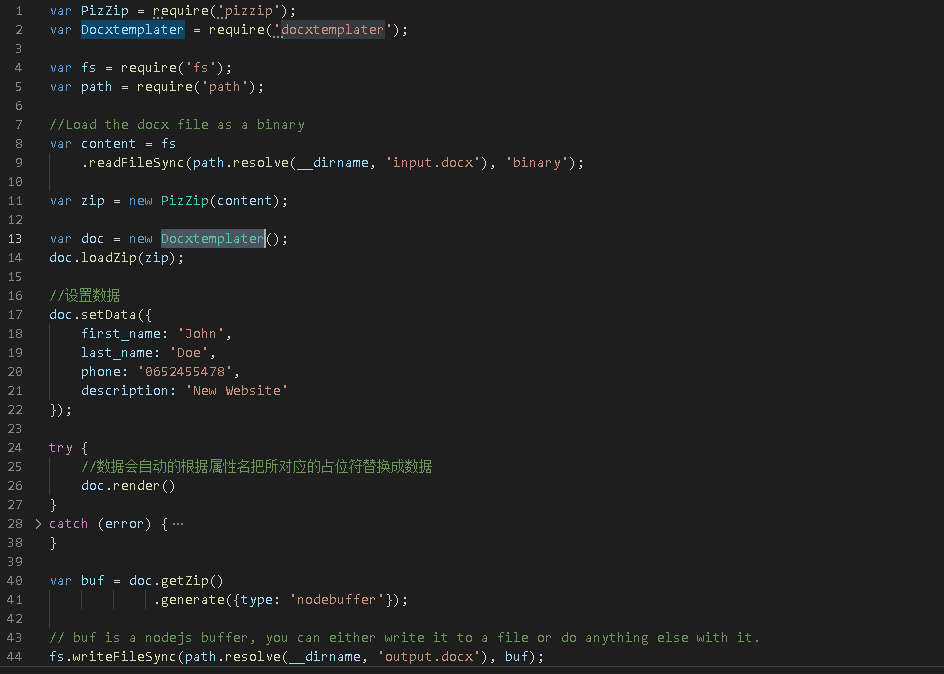 1 var PizZip = require('pizzip');
2 var Docxtemplater = require('docxtemplater');
3
4 var fs = require('fs');
5 var path = require('path');
6
7 //Load the docx file as a binary
8 var content = fs
9     .readFileSync(path.resolve(__dirname, 'input.docx'), 'binary');
10
11 var zip = new PizZip(content);
12
13 var doc = new Docxtemplater();
14 doc.loadZip(zip);
15
16 //设置数据
17 doc.setData({
18     first_name: 'John',
19     last_name: 'Doe',
20     phone: '0652455478',
21     description: 'New Website'
22 });
23
24 try {
25     //数据会自动的根据属性名把所对应的占位符替换成数据
26     doc.render()
27 }
28 catch (error) {⋯
38 }
39
40 var buf = doc.getZip()
41              .generate({type: 'nodebuffer'});
42
43 // buf is a nodejs buffer, you can either write it to a file or do anything else with it.
44 fs.writeFileSync(path.resolve(__dirname, 'output.docx'), buf);